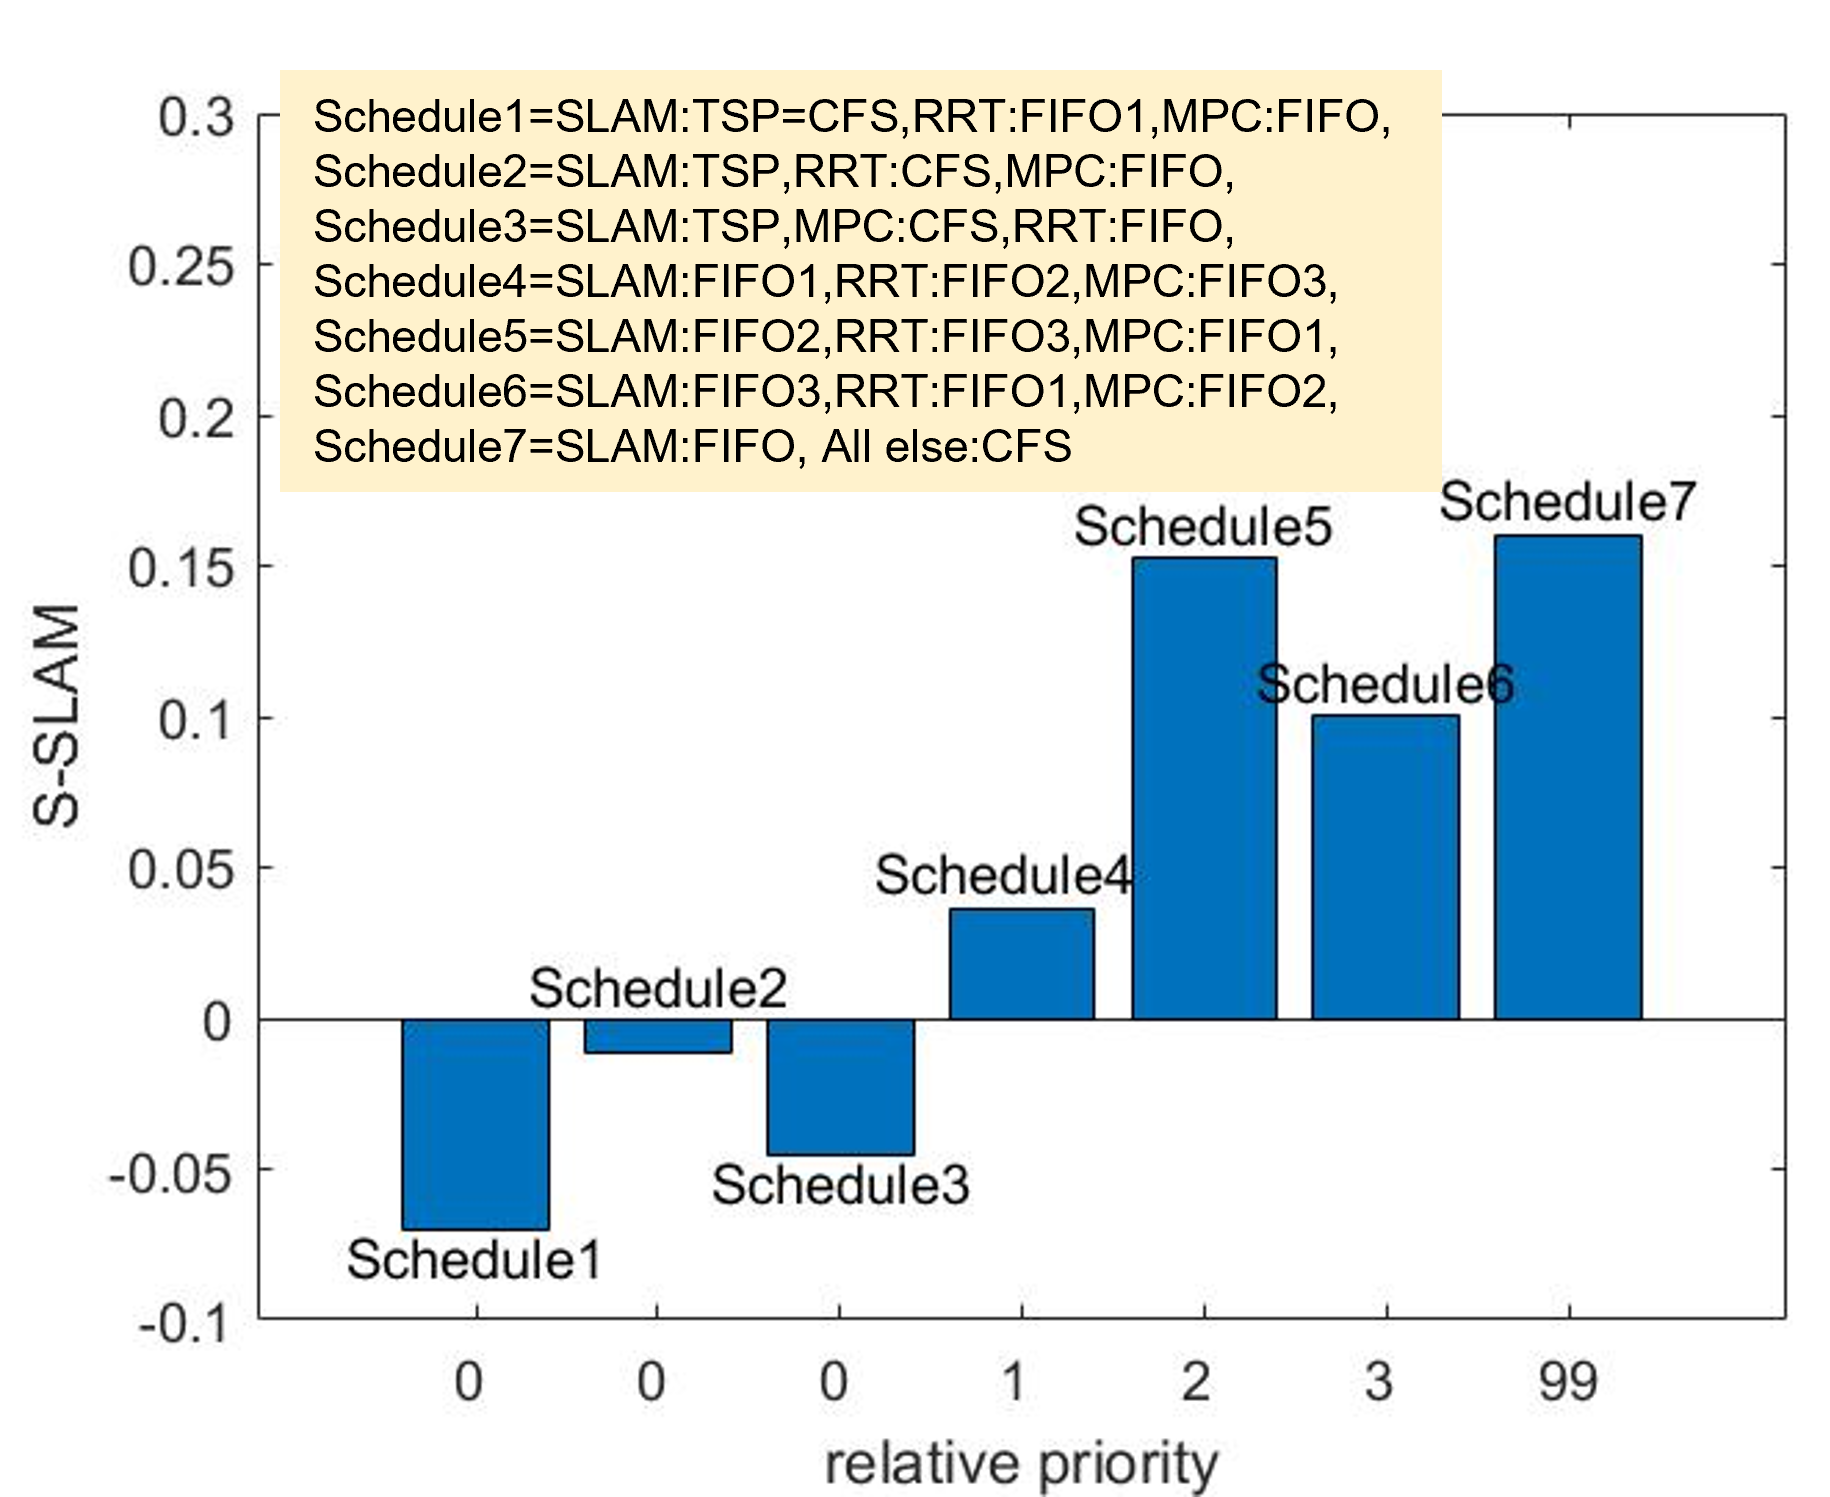 Schedule1=SLAM:TSP=CFS,RRT:FIFO1,MPC:FIFO,
Schedule2=SLAM:TSP,RRT:CFS,MPC:FIFO,
Schedule3=SLAM:TSP,MPC:CFS,RRT:FIFO,
Schedule4=SLAM:FIFO1,RRT:FIFO2,MPC:FIFO3,
Schedule5=SLAM:FIFO2,RRT:FIFO3,MPC:FIFO1,
Schedule6=SLAM:FIFO3,RRT:FIFO1,MPC:FIFO2,
Schedule7=SLAM:FIFO, All else:CFS
0.3
0.25
0.2
0.15
0.1
0.05
0
-0.05
-0.1
S-SLAM
Schedule1
Schedule2
Schedule3
Schedule4
Schedule5
Schedule6
Schedule7
0 0 0 1 2 3 99
relative priority